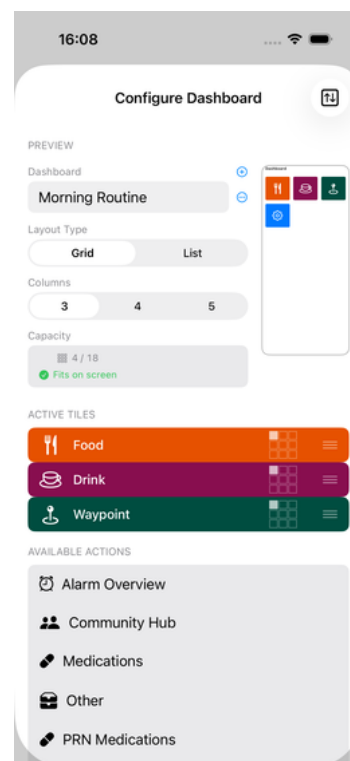 16:08
Configure Dashboard
PREVIEW
Dashboard
Morning Routine
Layout Type
Grid List
Columns
3 4 5
Capacity
4 / 18
Fits on screen
Dashboard
ACTIVE TILES
Food
Drink
Waypoint
AVAILABLE ACTIONS
Alarm Overview
Community Hub
Medications
Other
PRN Medications